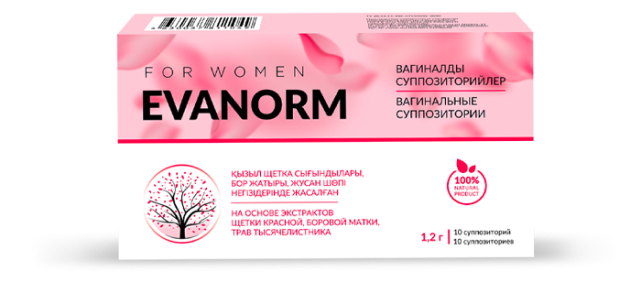 FOR WOMEN
EVANORM
ВАГИНАЛДЫ
СУППОЗИТОРИЙЛЕР
ВАГИНАЛЬНЫЕ
СУППОЗИТОРИИ
ҚЫЗЫЛ ЩЕТКА СЫҒЫНДЫЛАРЫ,
БОР ЖАТЫРЫ, ЖУСАН ШӨПІ
НЕГІЗДЕРІНДЕ ЖАСАЛҒАН
НА ОСНОВЕ ЭКСТРАКТОВ
ЩЕТКИ КРАСНОЙ, БОРОВОЙ МАТКИ,
ТРАВ ТЫСЯЧЕЛИСТНИКА
100%
NATURAL
PRODUCT
1,2 г
10 суппозиторий
10 суппозиториев